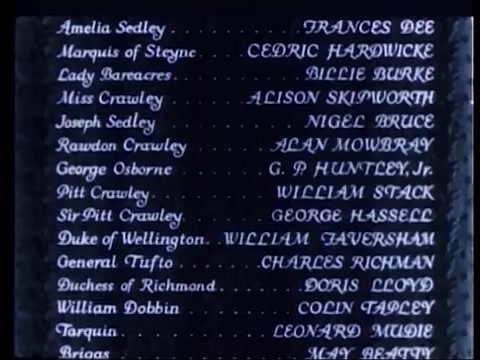 Amelia Sedley . . . . . . . . . . FRANCES DEE
Marquis of Steyne . . . . . CEDRIC HARDWICKE
Lady Bareacres . . . . . . . . . . BILLIE BURKE
Miss Crawley . . . . . . . ALISON SKIPWORTH
Joseph Sedley . . . . . . . . . . . NIGEL BRUCE
Rawdon Crawley . . . . . . . ALAN MOWBRAY
George Osborne . . . . . . . . G. P. HUNTLEY, Jr.
Pitt Crawley . . . . . . . . . . WILLIAM STACK
Sir Pitt Crawley . . . . . . . GEORGE HASSELL
Duke of Wellington . . WILLIAM FAVERSHAM
General Tufto . . . . . . . CHARLES RICHMAN
Duchess of Richmond . . . . . . . DORIS LLOYD
William Dobbin . . . . . . . . . COLIN TAPLEY
Tarquin . . . . . . . . . . . LEONARD MUDIE
Briggs . . . . . . . . . . . . . . MAY BEATTY